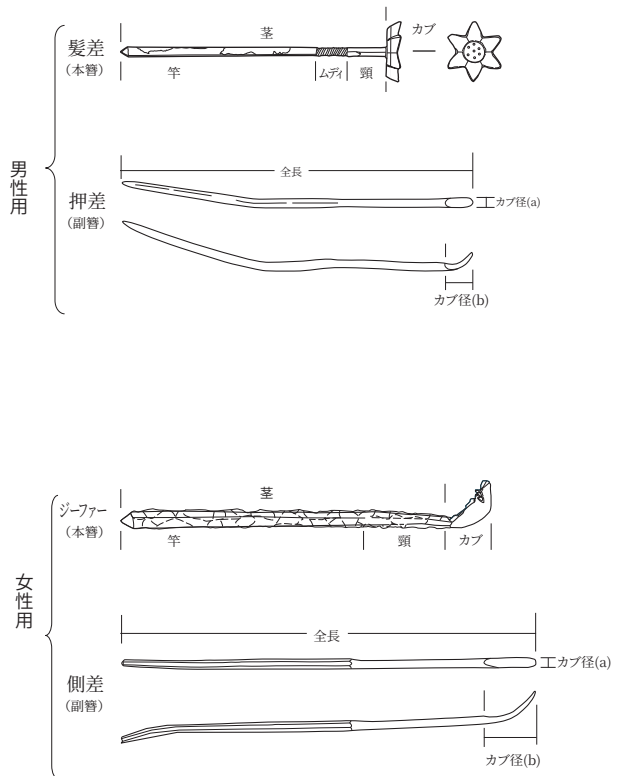 男性用
髪差
（本簪）
茎
カブ
竿
ムディ
頸
押差
（副簪）
全長
カブ径(a)
カブ径(b)
女性用
ジーファー
（本簪）
茎
竿
頸
カブ
側差
（副簪）
全長
カブ径(a)
カブ径(b)